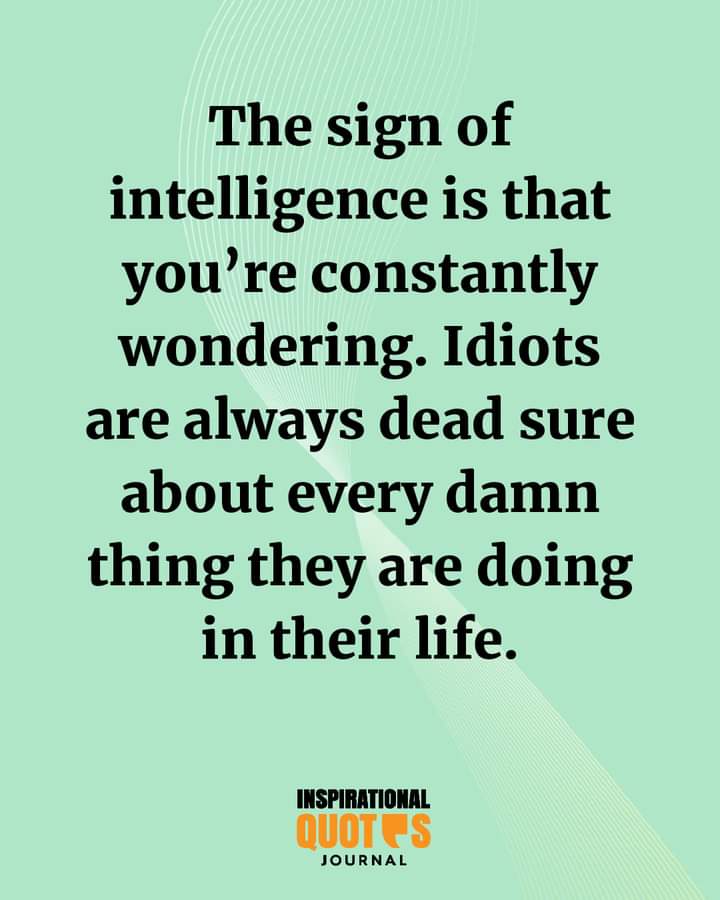 The sign of
intelligence is that
you’re constantly
wondering. Idiots
are always dead sure
about every damn
thing they are doing
in their life.
INSPIRATIONAL
QUOTES
JOURNAL